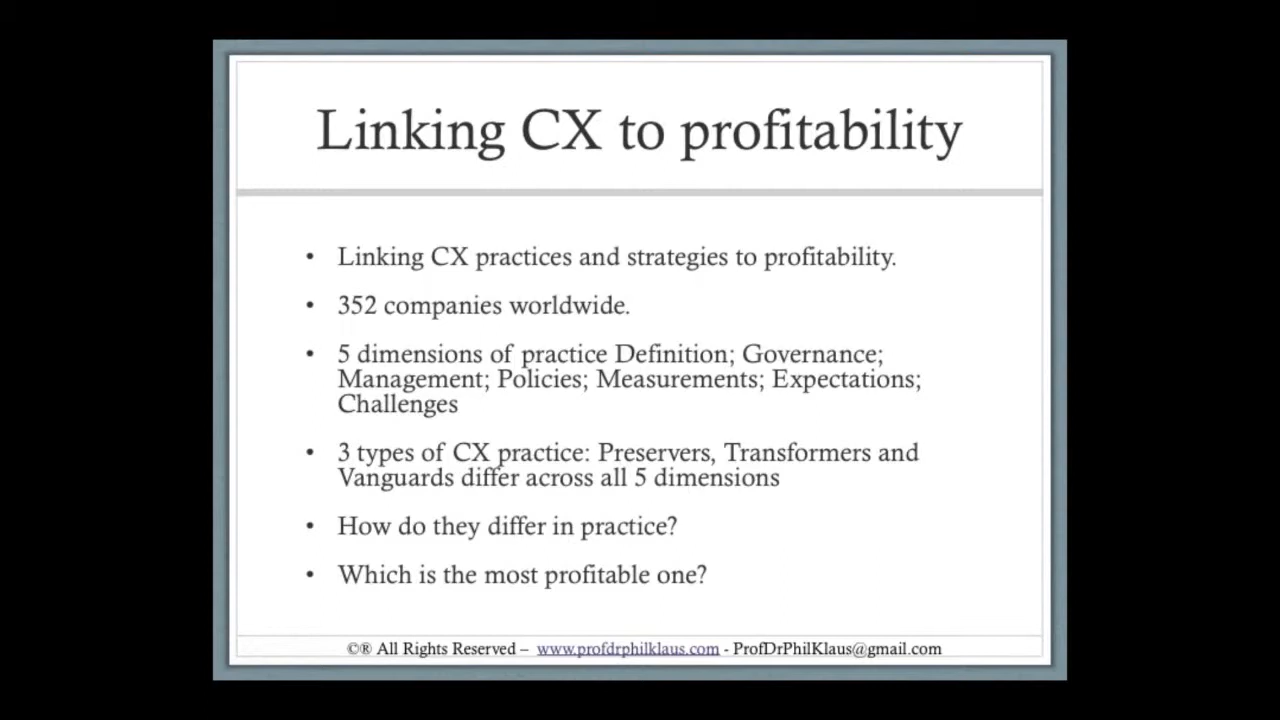 Linking CX to profitability
• Linking CX practices and strategies to profitability.
• 352 companies worldwide.
• 5 dimensions of practice Definition; Governance;
Management; Policies; Measurements; Expectations;
Challenges
• 3 types of CX practice: Preservers, Transformers and
Vanguards differ across all 5 dimensions
• How do they differ in practice?
• Which is the most profitable one?
©® All Rights Reserved – www.profdrphilklaus.com - ProfDrPhilKlaus@gmail.com